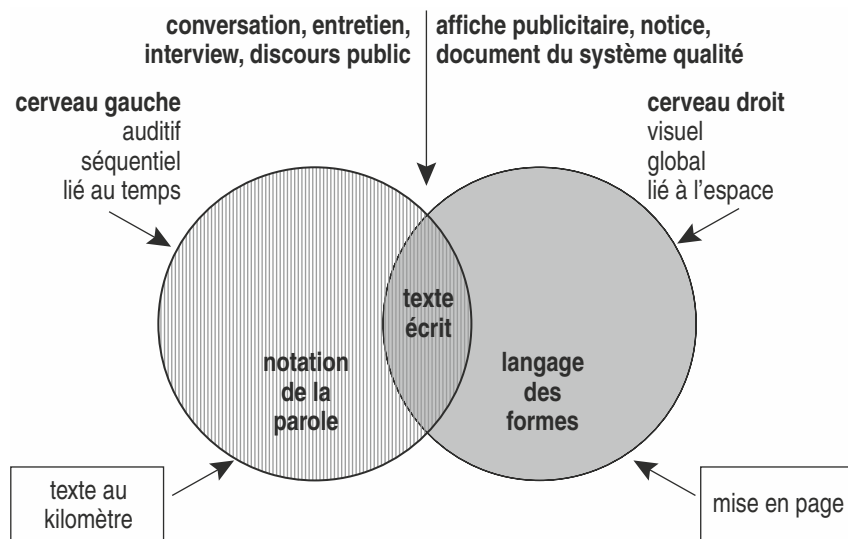 conversation, entretien,
interview, discours public
affiche publicitaire, notice,
document du système qualité
cerveau gauche
auditif
séquentiel
lié au temps
cerveau droit
visuel
global
lié à l’espace
texte
écrit
notation
de la
parole
langage
des
formes
texte au
kilomètre
mise en page